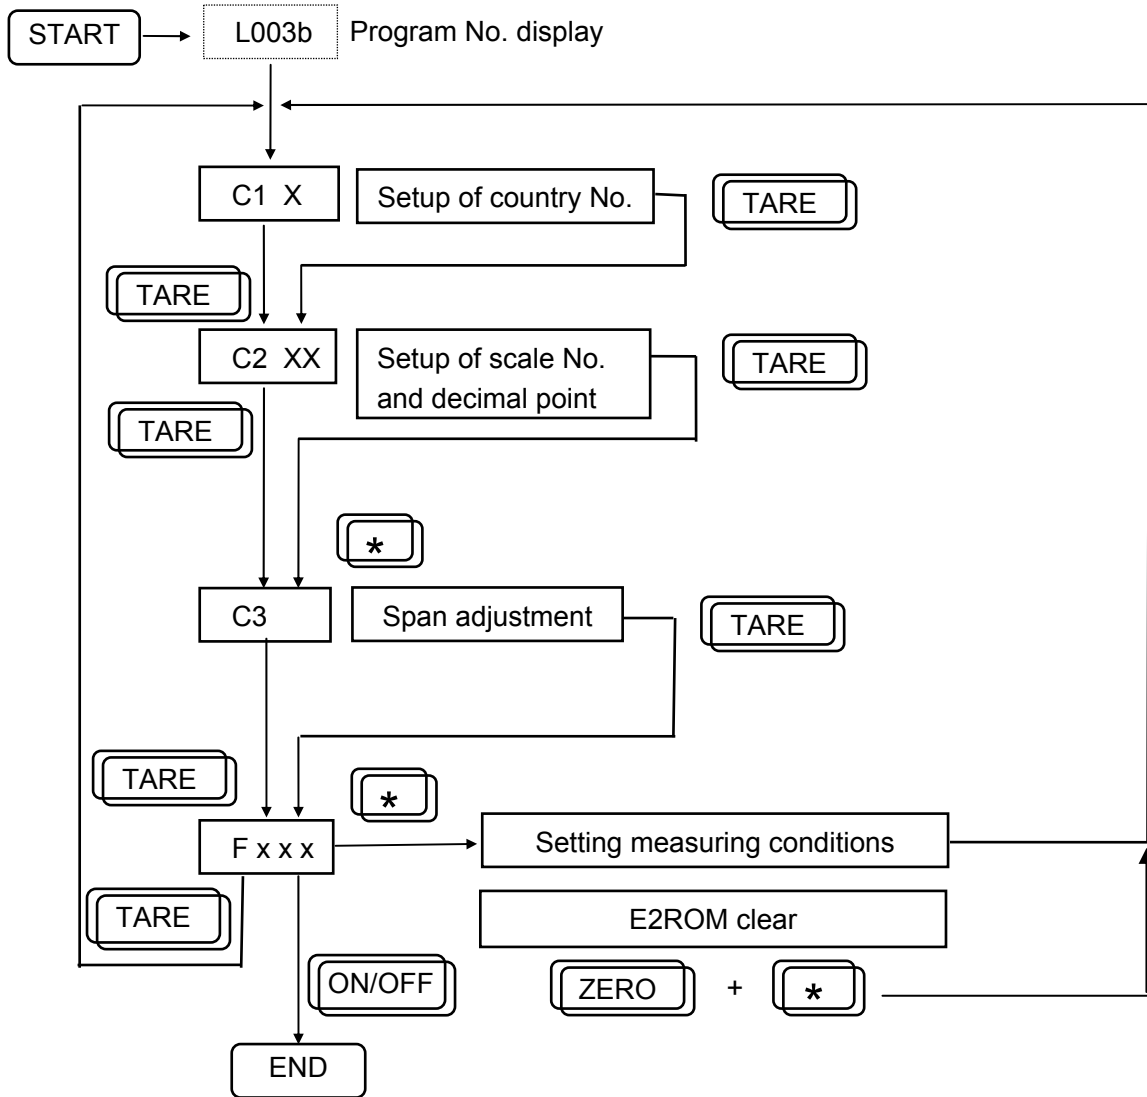 START
L003b
Program No. display
C1 X
Setup of country No.
TARE
TARE
C2 XX
Setup of scale No.
and decimal point
TARE
TARE
*
C3
Span adjustment
TARE
TARE
*
F x x x
Setting measuring conditions
TARE
E2ROM clear
ON/OFF
ZERO + *
END